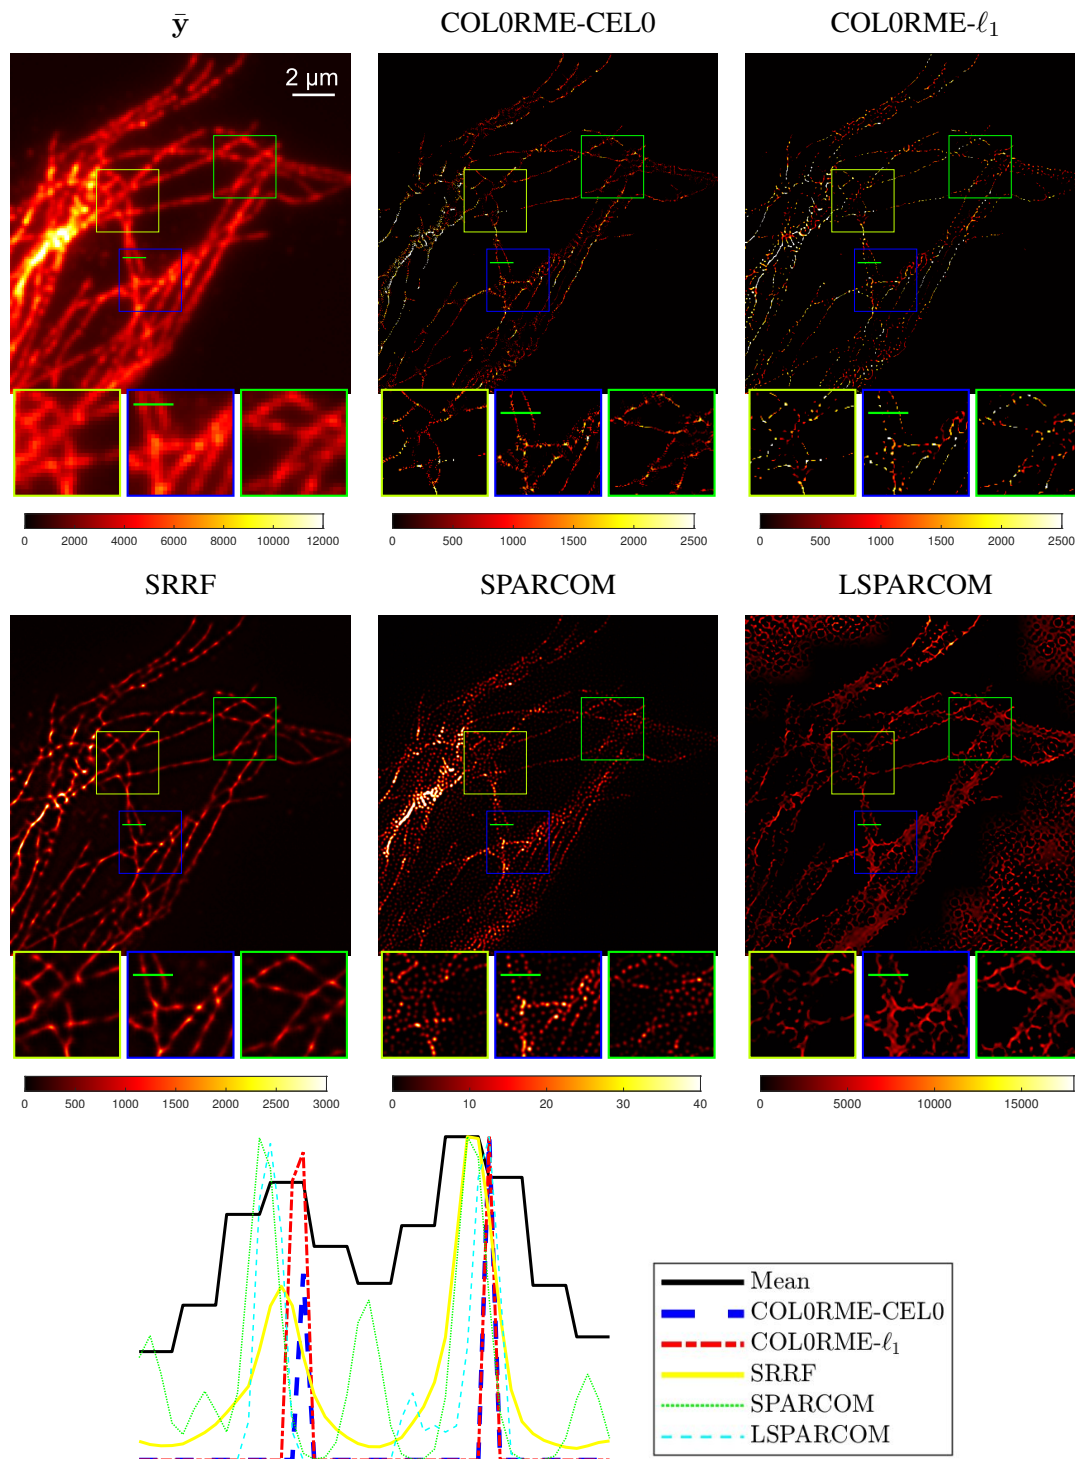 ȳ COL0RME-CEL0 COL0RME-ℓ1
2 μm
0 2000 4000 6000 8000 10000 12000 0 500 1000 1500 2000 2500 0 500 1000 1500 2000 2500
SRRF SPARCOM LSPARCOM
0 500 1000 1500 2000 2500 3000 0 10 20 30 40 0 5000 10000 15000
Mean
COL0RME-CEL0
COL0RME-ℓ1
SRRF
SPARCOM
LSPARCOM